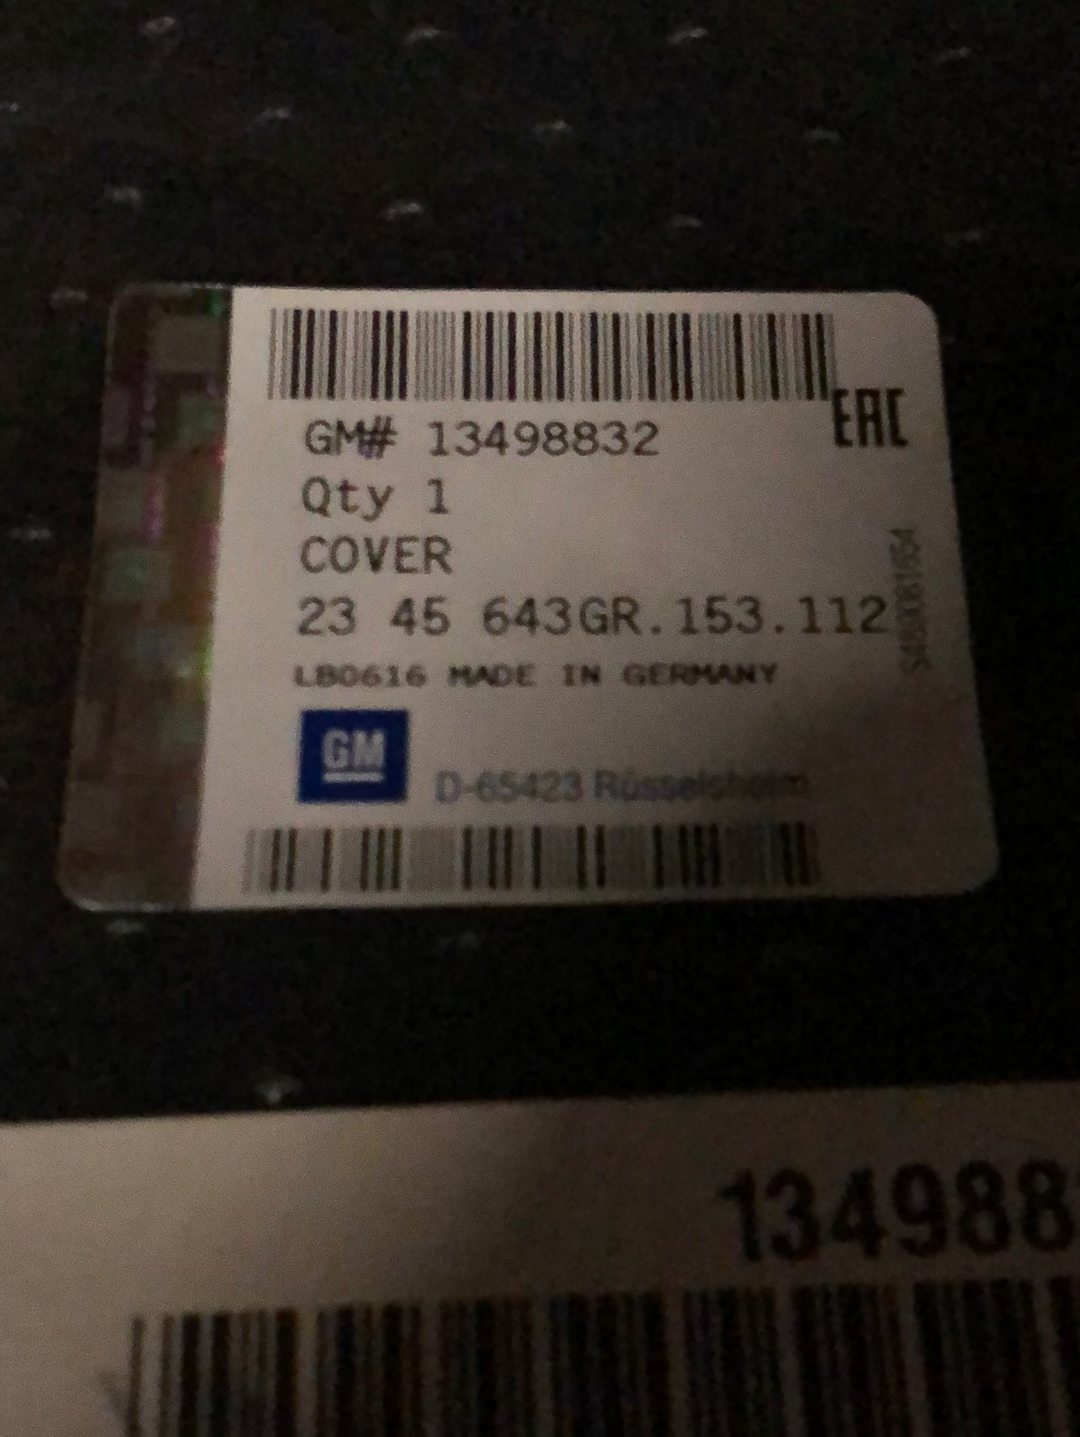 GM# 13498832
EAC
Qty 1
COVER
23 45 643GR.153.112
LB0616 MADE IN GERMANY
GM
D-65423 Rüsselsheim
134988